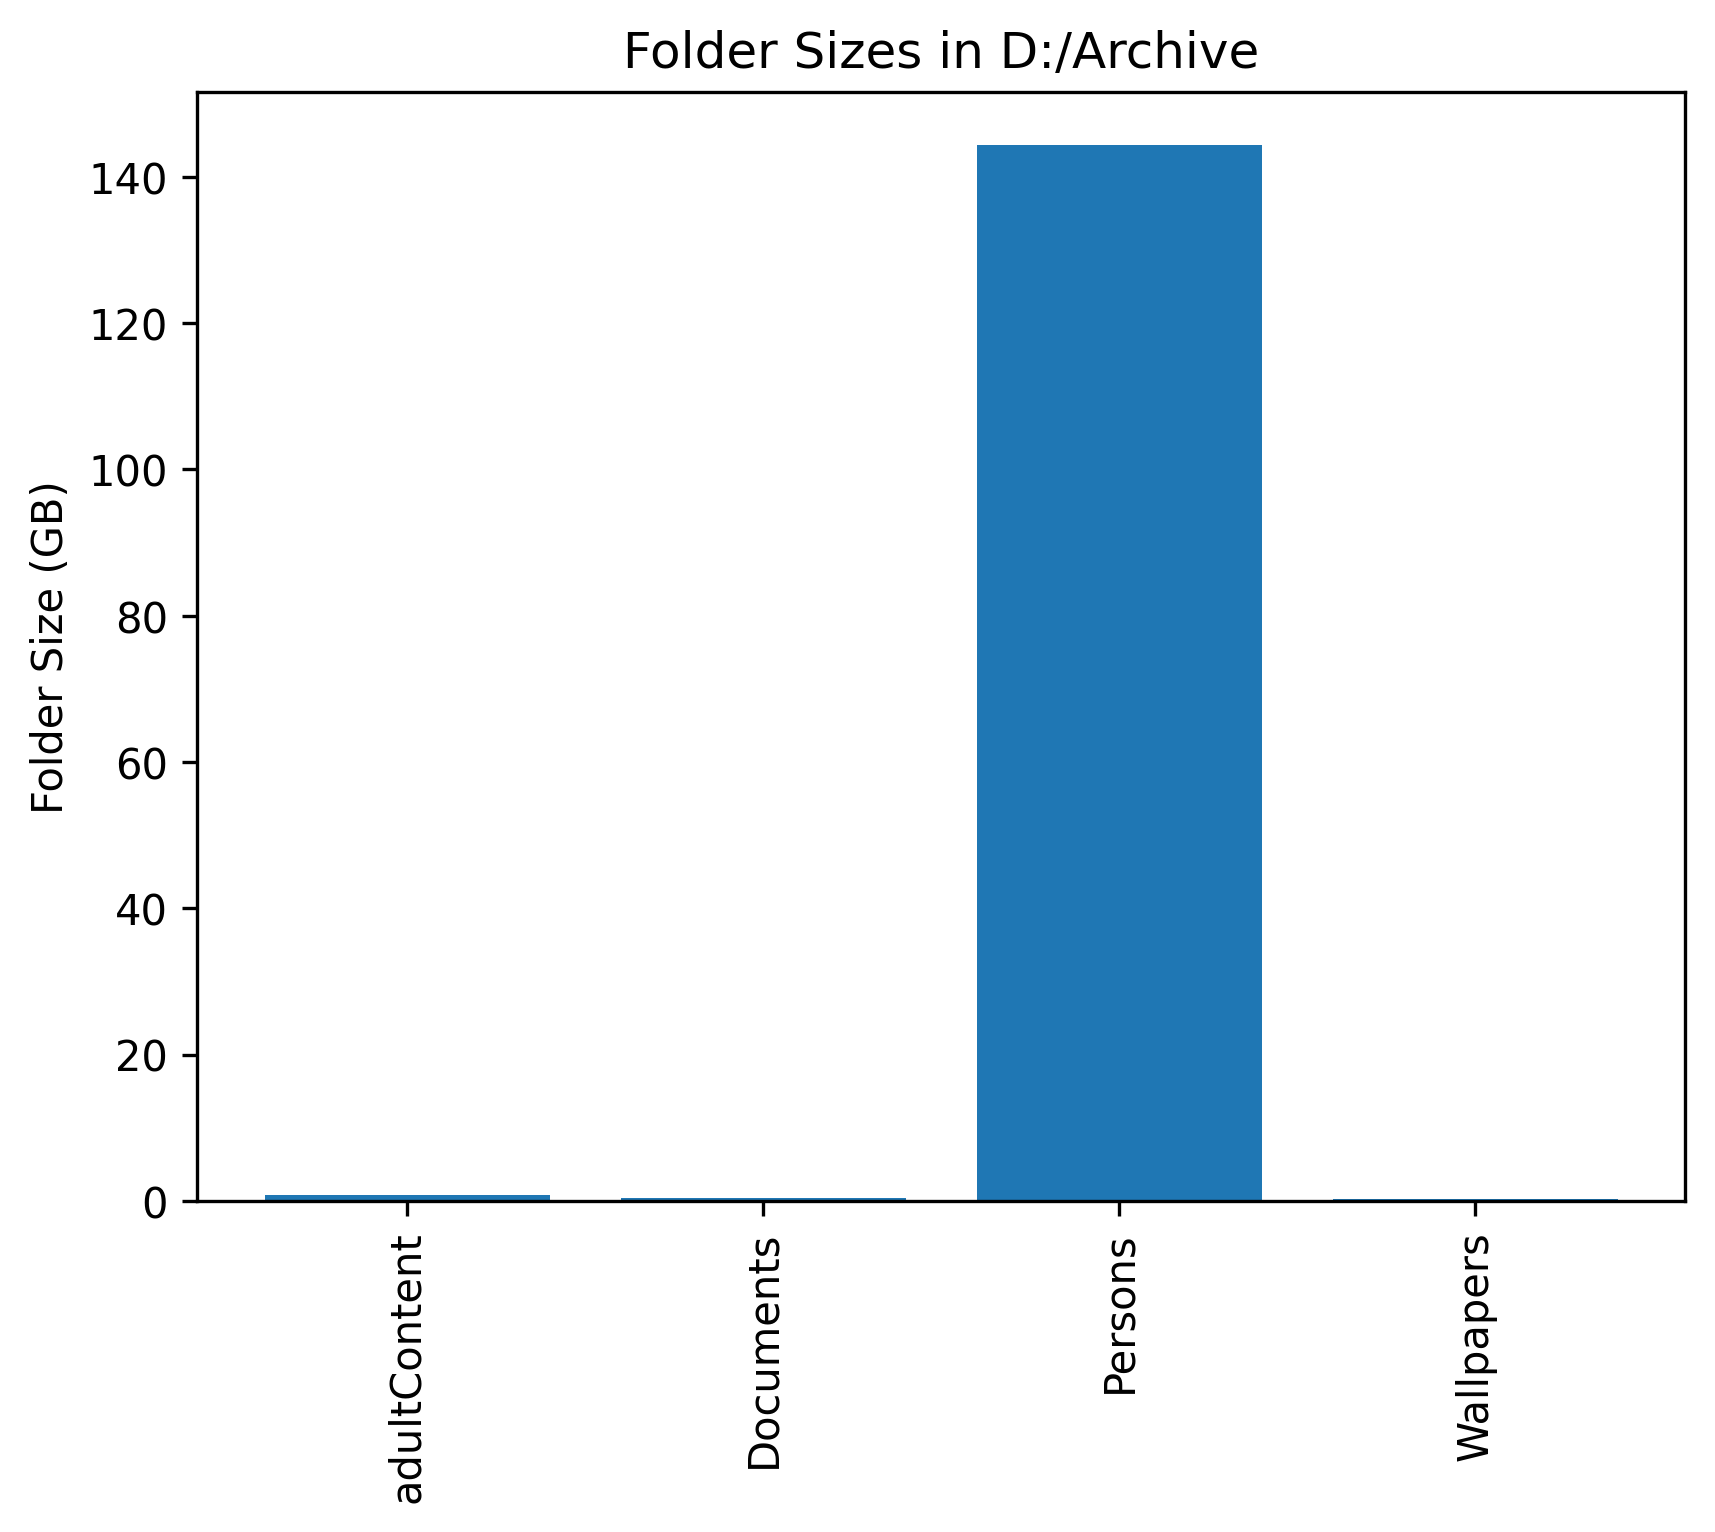 Folder Sizes in D:/Archive
Folder Size (GB)
140
120
100
80
60
40
20
0
adultContent
Documents
Persons
Wallpapers